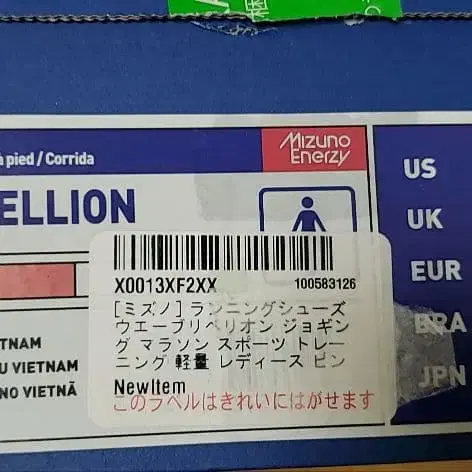 à pied / Corrida
MIZUNO
ENERZY
US
ELLION
UK
X0013XF2XX
100583126
EUR
[ミズノ] ランニングシューズ
ウエーブリベリオン ジョギン
グ マラソン スポーツ トレー
ニング 軽量 レディース ピン
BRA
JPN
TNAM
U VIETNAM
NO VIETNÃ
NewItem
このラベルはきれいにはがせます